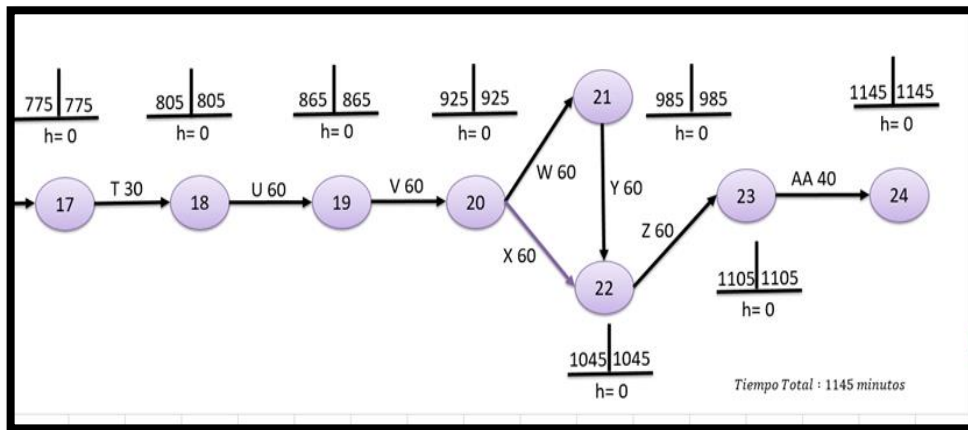 775 775
h= 0
805 805
h= 0
865 865
h= 0
925 925
h= 0
21
985 985
h= 0
1145 1145
h= 0
17
T 30
18
U 60
19
V 60
20
W 60
Y 60
X 60
22
Z 60
23
AA 40
24
1105 1105
h= 0
1045 1045
h= 0
Tiempo Total : 1145 minutos